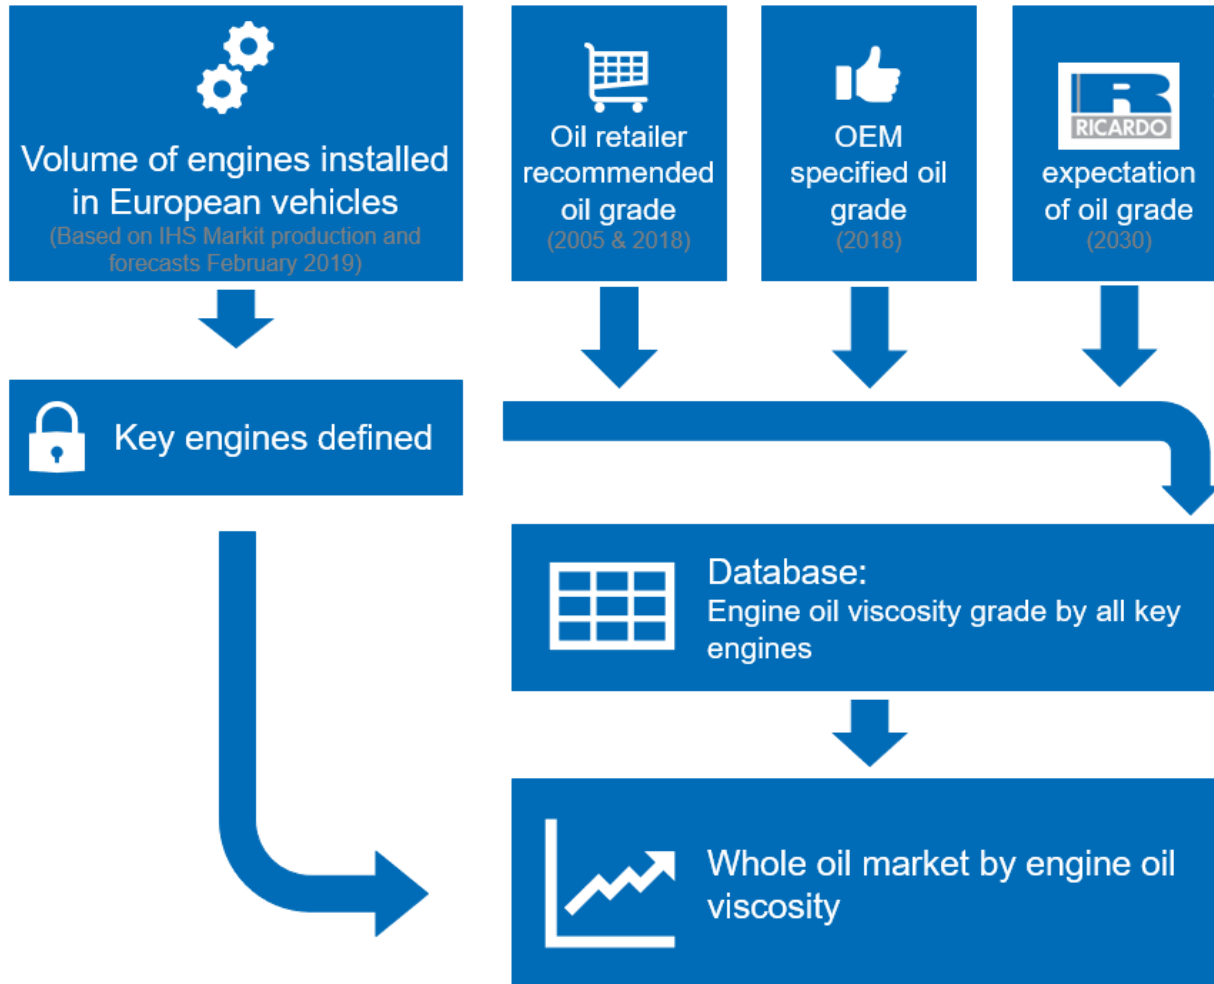 Volume of engines installed
in European vehicles
(Based on IHS Markit production and
forecasts February 2019)
Oil retailer
recommended
oil grade
(2005 & 2018)
OEM
specified oil
grade
(2018)
R
RICARDO
expectation
of oil grade
(2030)
Key engines defined
Database:
Engine oil viscosity grade by all key
engines
Whole oil market by engine oil
viscosity